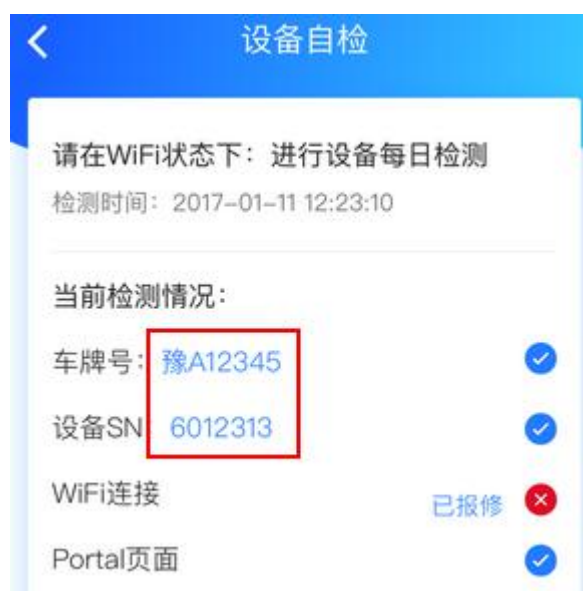 设备自检
请在WiFi状态下：进行设备每日检测
检测时间：2017-01-11 12:23:10
当前检测情况：
车牌号：豫A12345
设备SN 6012313
WiFi连接 已报修
Portal页面